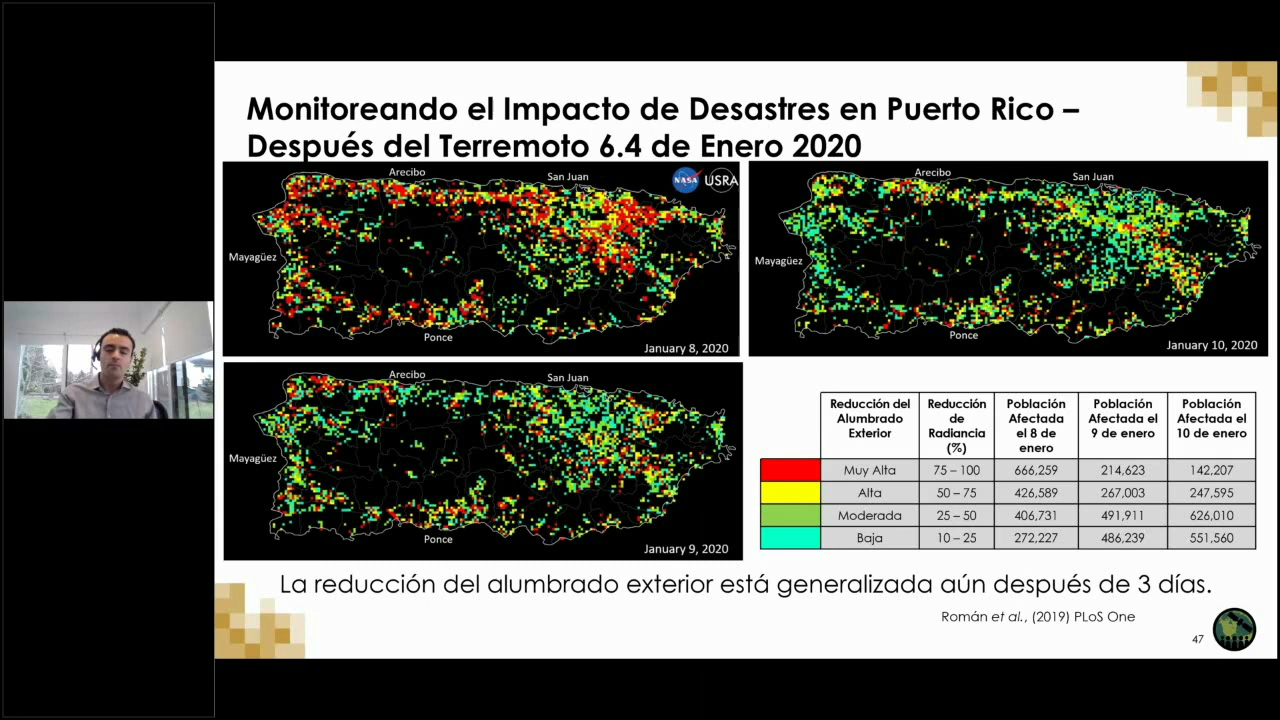 Monitoreando el Impacto de Desastres en Puerto Rico –
Después del Terremoto 6.4 de Enero 2020
Arecibo
San Juan
NASA
USRA
Mayagüez
Ponce
January 8, 2020
Arecibo
San Juan
Mayagüez
Ponce
January 10, 2020
Arecibo
San Juan
Mayagüez
Ponce
January 9, 2020
Reducción del Alumbrado Exterior
Reducción de Radiancia (%)
Población Afectada el 8 de enero
Población Afectada el 9 de enero
Población Afectada el 10 de enero
Muy Alta 75 – 100 666,259 214,623 142,207
Alta 50 – 75 426,589 267,003 247,595
Moderada 25 – 50 406,731 491,911 626,010
Baja 10 – 25 272,227 486,239 551,560
La reducción del alumbrado exterior está generalizada aún después de 3 días.
Román et al., (2019) PLoS One
47